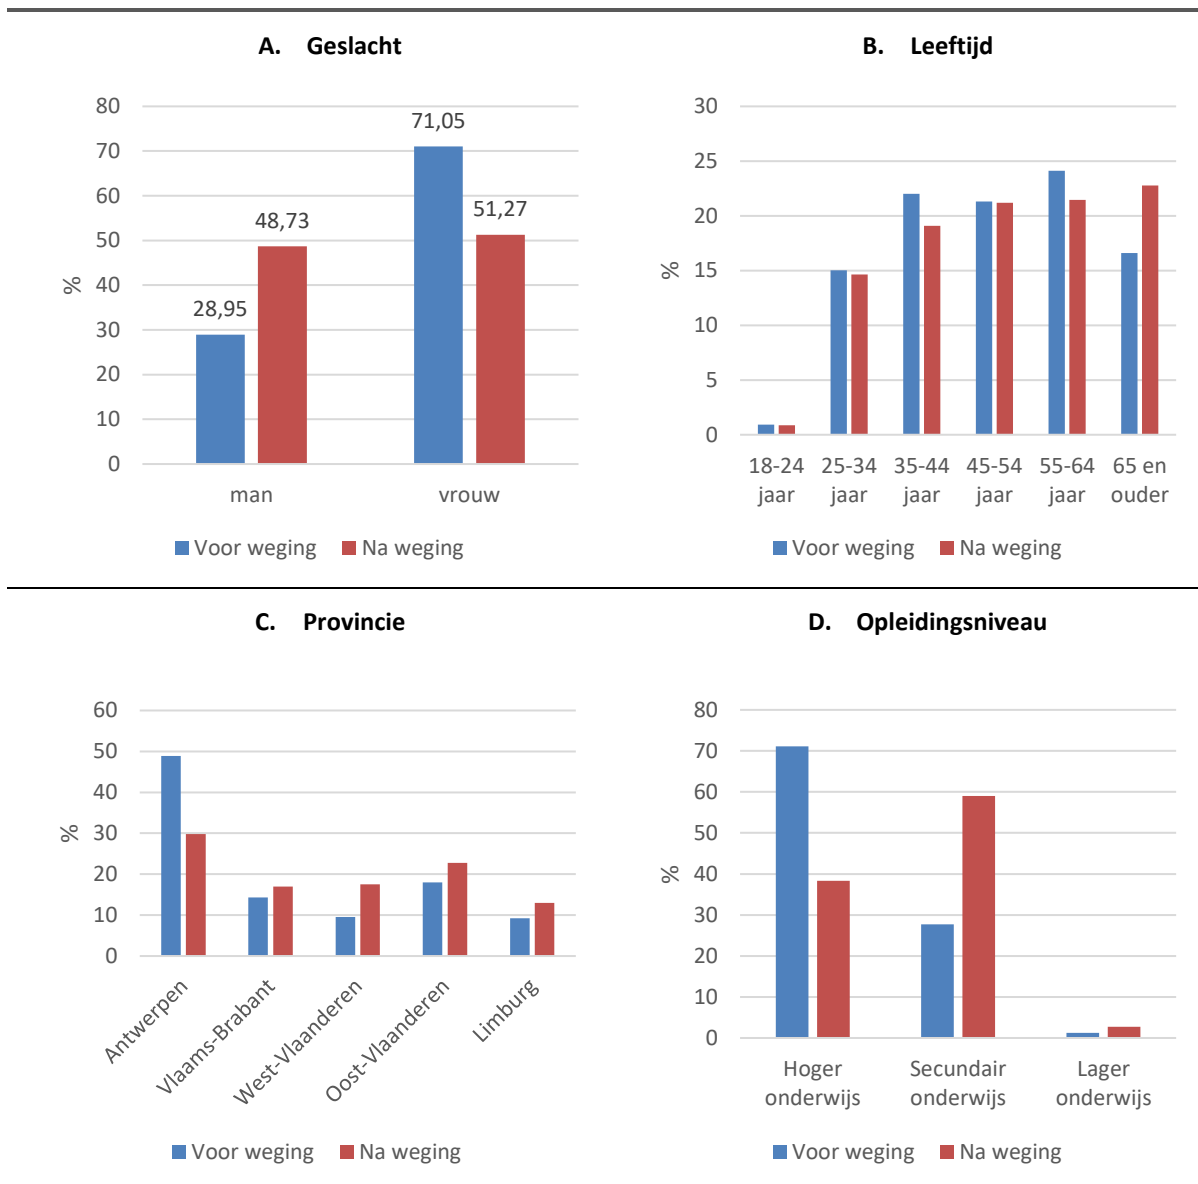 A. Geslacht
80
70
60
50
40
30
20
10
0
%
28,95
48,73
71,05
51,27
man
vrouw
Voor weging
Na weging
B. Leeftijd
30
25
20
15
10
5
0
%
18-24
jaar
25-34
jaar
35-44
jaar
45-54
jaar
55-64
jaar
65 en
ouder
Voor weging
Na weging
C. Provincie
60
50
40
30
20
10
0
%
Antwerpen
Vlaams-Brabant
West-Vlaanderen
Oost-Vlaanderen
Limburg
Voor weging
Na weging
D. Opleidingsniveau
80
70
60
50
40
30
20
10
0
%
Hoger
onderwijs
Secundair
onderwijs
Lager
onderwijs
Voor weging
Na weging